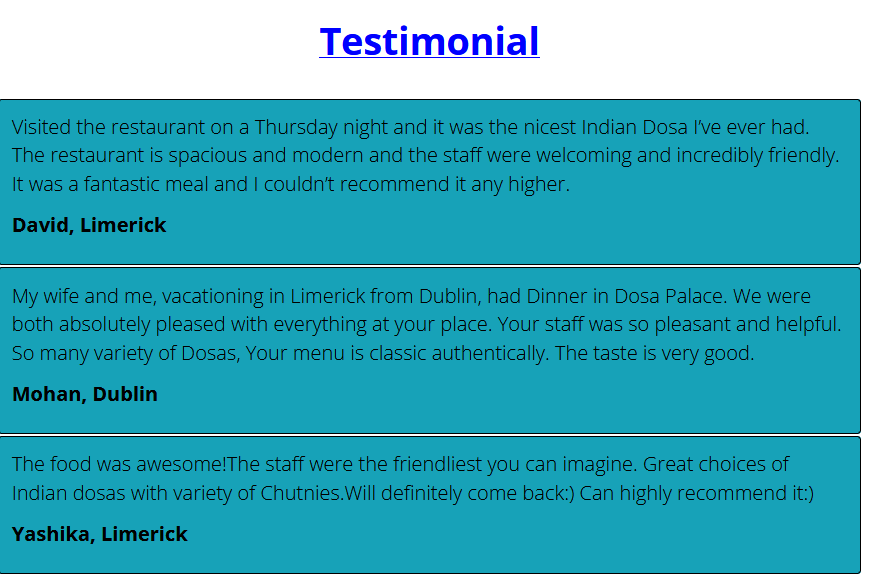 Testimonial
Visited the restaurant on a Thursday night and it was the nicest Indian Dosa I’ve ever had.
The restaurant is spacious and modern and the staff were welcoming and incredibly friendly.
It was a fantastic meal and I couldn’t recommend it any higher.
David, Limerick
My wife and me, vacationing in Limerick from Dublin, had Dinner in Dosa Palace. We were
both absolutely pleased with everything at your place. Your staff was so pleasant and helpful.
So many variety of Dosas, Your menu is classic authentically. The taste is very good.
Mohan, Dublin
The food was awesome!The staff were the friendliest you can imagine. Great choices of
Indian dosas with variety of Chutnies.Will definitely come back:) Can highly recommend it:)
Yashika, Limerick